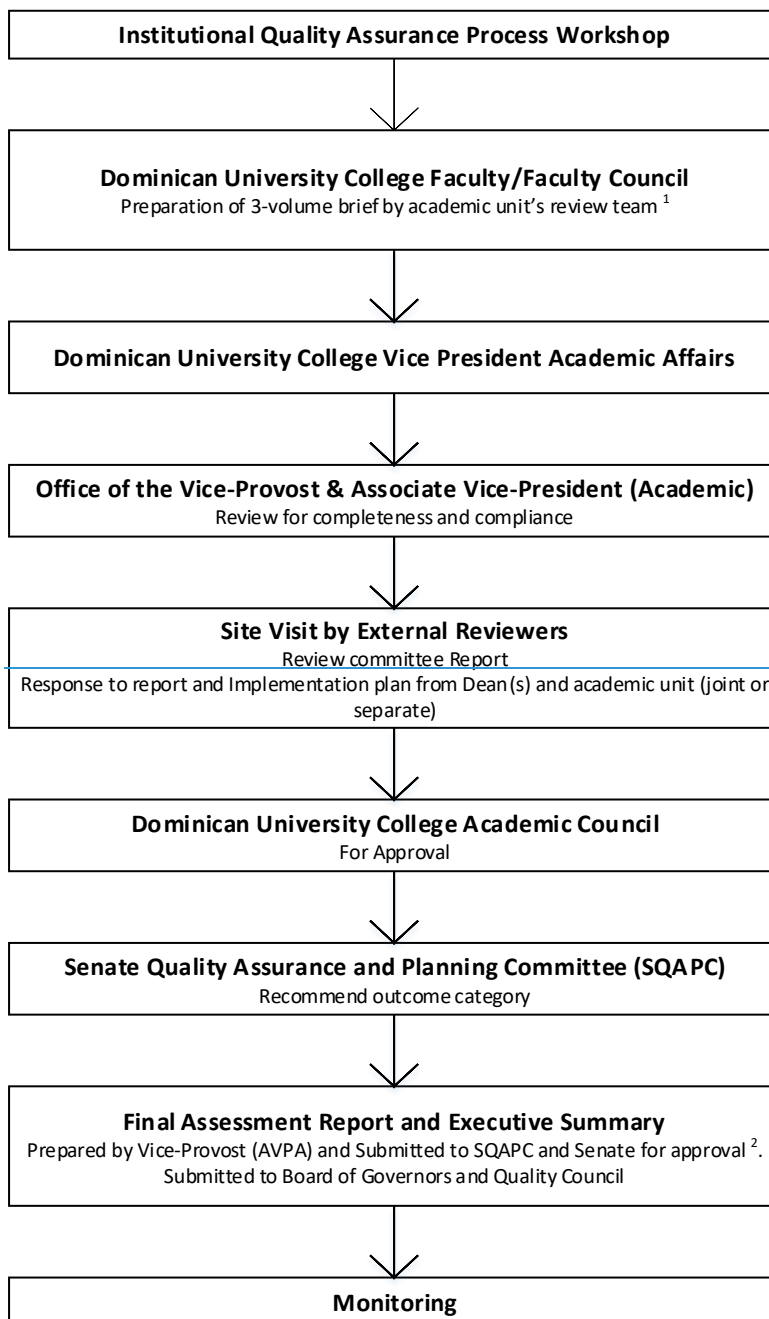 Institutional Quality Assurance Process Workshop
Dominican University College Faculty/Faculty Council
Preparation of 3-volume brief by academic unit's review team 1
Dominican University College Vice President Academic Affairs
Office of the Vice-Provost & Associate Vice-President (Academic)
Review for completeness and compliance
Site Visit by External Reviewers
Review committee Report
Response to report and Implementation plan from Dean(s) and academic unit (joint or
separate)
Dominican University College Academic Council
For Approval
Senate Quality Assurance and Planning Committee (SQAPC)
Recommend outcome category
Final Assessment Report and Executive Summary
Prepared by Vice-Provost (AVPA) and Submitted to SQAPC and Senate for approval 2.
Submitted to Board of Governors and Quality Council
Monitoring